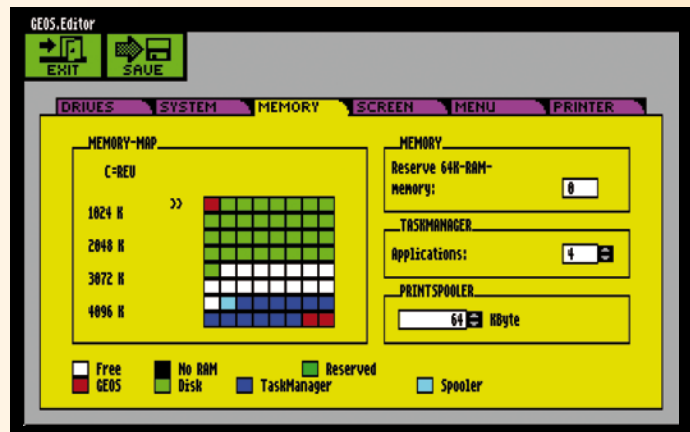 GEOS.Editor
EXIT
SAVE
DRIVES SYSTEM MEMORY SCREEN MENU PRINTER
MEMORY-MAP
C=REU
1024 K >>
2048 K
3072 K
4096 K
MEMORY
Reserve 64K-RAM-
memory: 0
TASKMANAGER
Applications: 4
PRINTSPOOLER
64 KByte
Free No RAM Reserved
GEOS Disk TaskManager Spooler